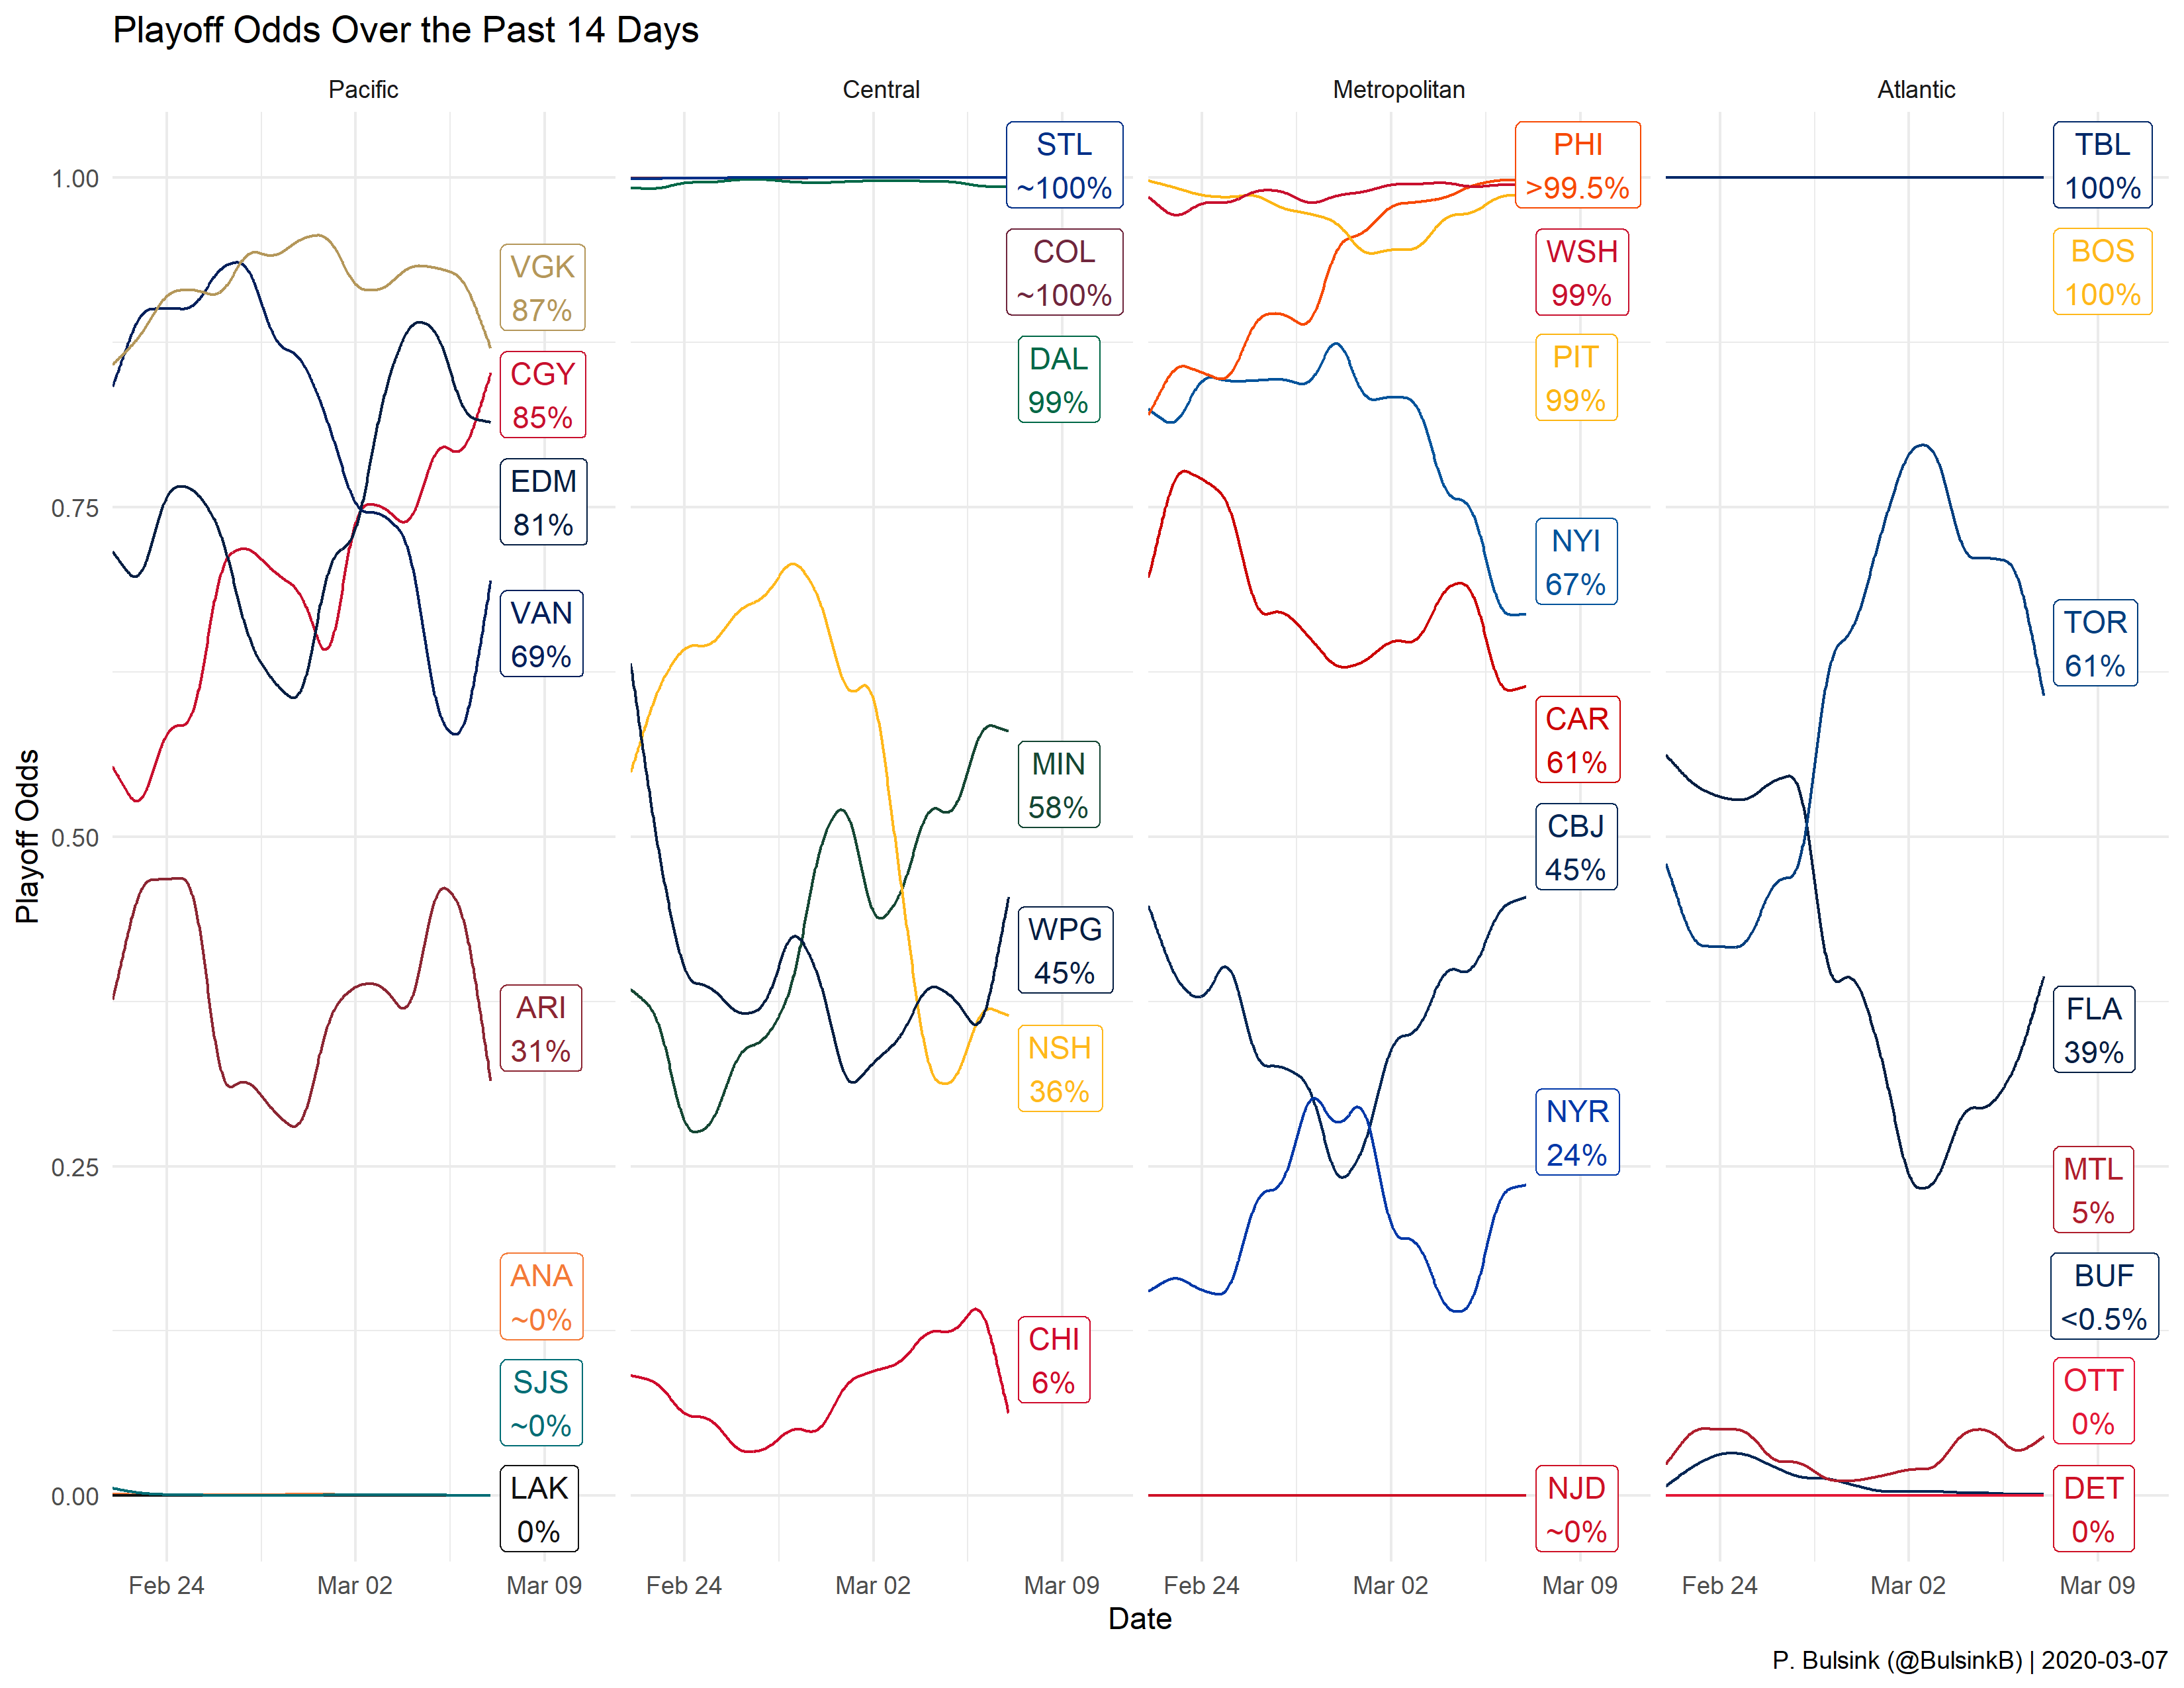 Playoff Odds Over the Past 14 Days
Pacific
Central
Metropolitan
Atlantic
Playoff Odds
1.00
0.75
0.50
0.25
0.00
VGK
87%
CGY
85%
EDM
81%
VAN
69%
ARI
31%
ANA
~0%
SJS
~0%
LAK
0%
STL
~100%
COL
~100%
DAL
99%
MIN
58%
WPG
45%
NSH
36%
CHI
6%
PHI
>99.5%
WSH
99%
PIT
99%
NYI
67%
CAR
61%
CBJ
45%
NYR
24%
NJD
~0%
TBL
100%
BOS
100%
TOR
61%
FLA
39%
MTL
5%
BUF
<0.5%
OTT
0%
DET
0%
Feb 24 Mar 02 Mar 09
Feb 24 Mar 02 Mar 09
Feb 24 Mar 02 Mar 09
Feb 24 Mar 02 Mar 09
Date
P. Bulsink (@BulsinkB) | 2020-03-07